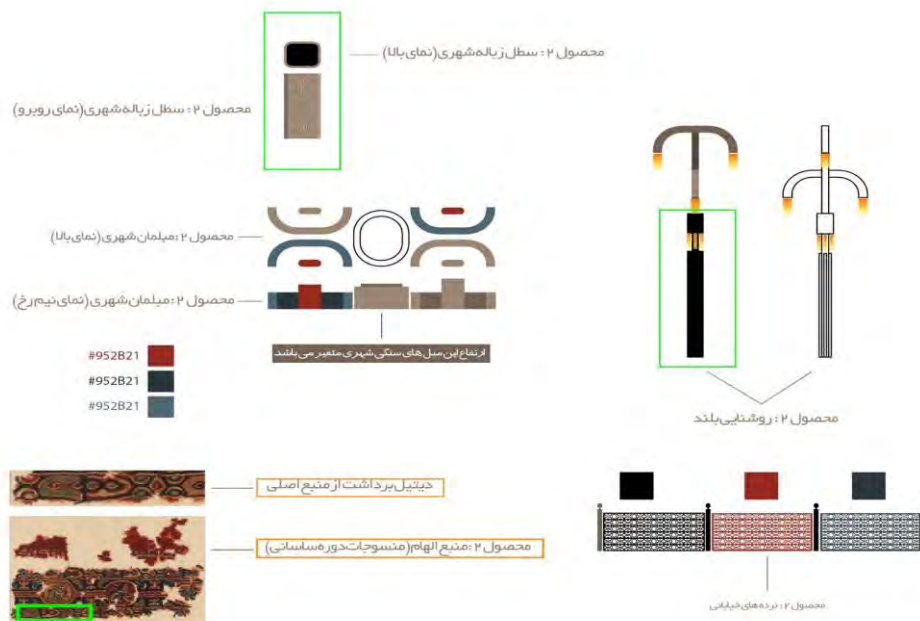 محصول ۲ : سطل زباله شهری(نمای بالا)
محصول ۲ : سطل زباله شهری(نمای روبرو)
محصول ۲ :مبلمان شهری(نمای بالا)
محصول ۲ :مبلمان شهری(نمای نیم رخ)
ارتفاع این مبل های سنگی شهری متغیر می باشد
#952B21
#952B21
#952B21
محصول ۲ : روشنایی بلند
دیتیل برداشت از منبع اصلی
محصول ۲ :منبع الهام(منسوجات دوره ساسانی)
محصول ۲ : نرده های خیابانی